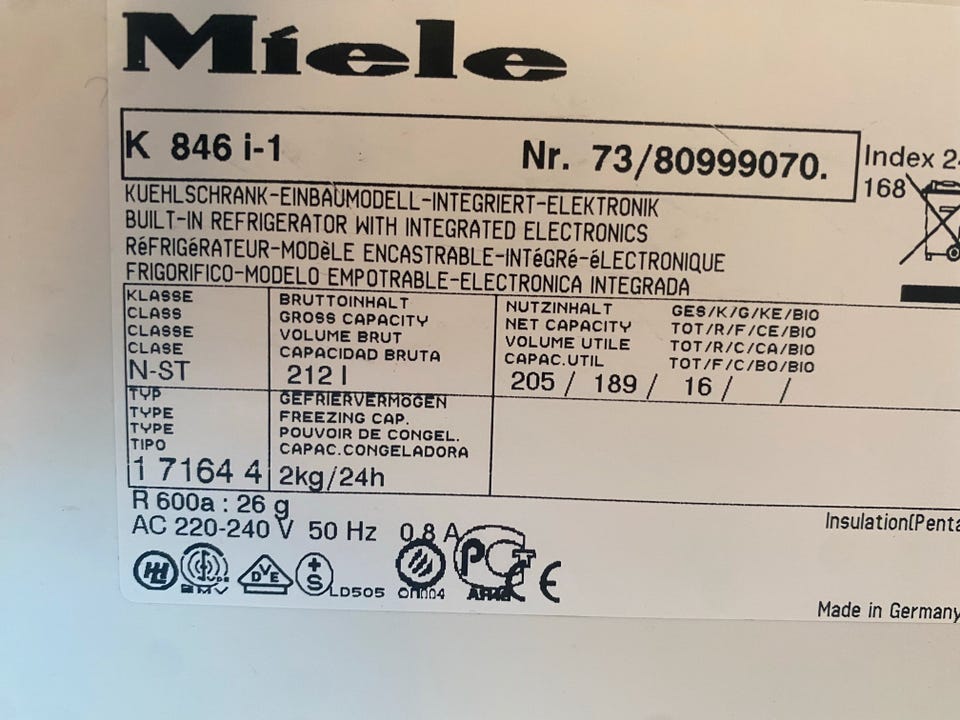 Miele
K 846 i-1 Nr. 73/80999070.
Index
168
KUEHLSCHRANK-EINBAUMODELL-INTEGRIERT-ELEKTRONIK
BUILT-IN REFRIGERATOR WITH INTEGRATED ELECTRONICS
RéFRIGéRATEUR-MODèLE ENCASTRABLE-INTéGRé-éLECTRONIQUE
FRIGORIFICO-MODELO EMPOTRABLE-ELECTRONICA INTEGRADA
KLASSE
CLASS
CLASSE
CLASE
N-ST
BRUTTOINHALT
GROSS CAPACITY
VOLUME BRUT
CAPACIDAD BRUTA
212 l
NUTZINHALT GES/K/G/KE/BIO
NET CAPACITY TOT/R/F/CE/BIO
VOLUME UTILE TOT/R/C/CA/BIO
CAPAC.UTIL TOT/F/C/BO/BIO
205 / 189 / 16 / /
TYP
TYPE
TYPE
TIPO
1 7164 4
GEFRIERVERMÖGEN
FREEZING CAP.
POUVOIR DE CONGEL.
CAPAC.CONGELADORA
2kg/24h
R 600a : 26 g
AC 220-240 V 50 Hz 0,8 A
Insulation(Penta
EMV DVE +S LD505 PCT CE
Made in Germany